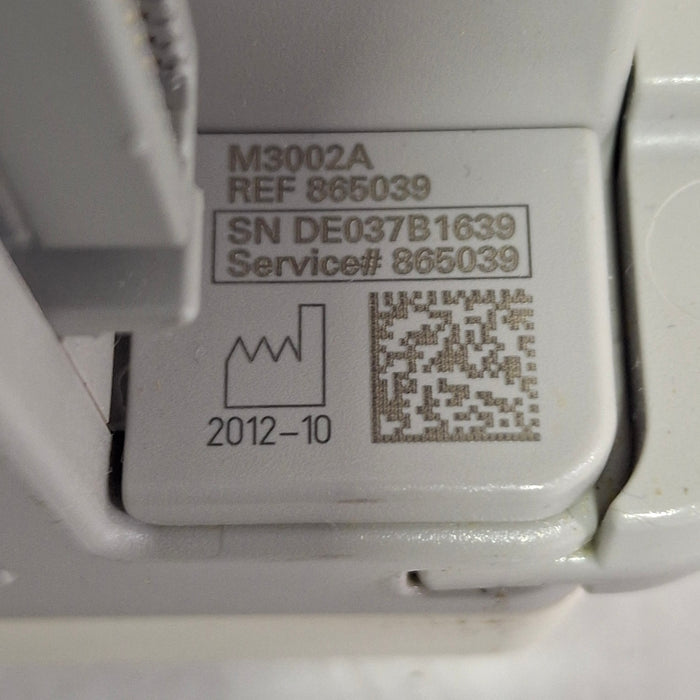 M3002A
REF 865039
SN DE037B1639
Service# 865039
2012-10